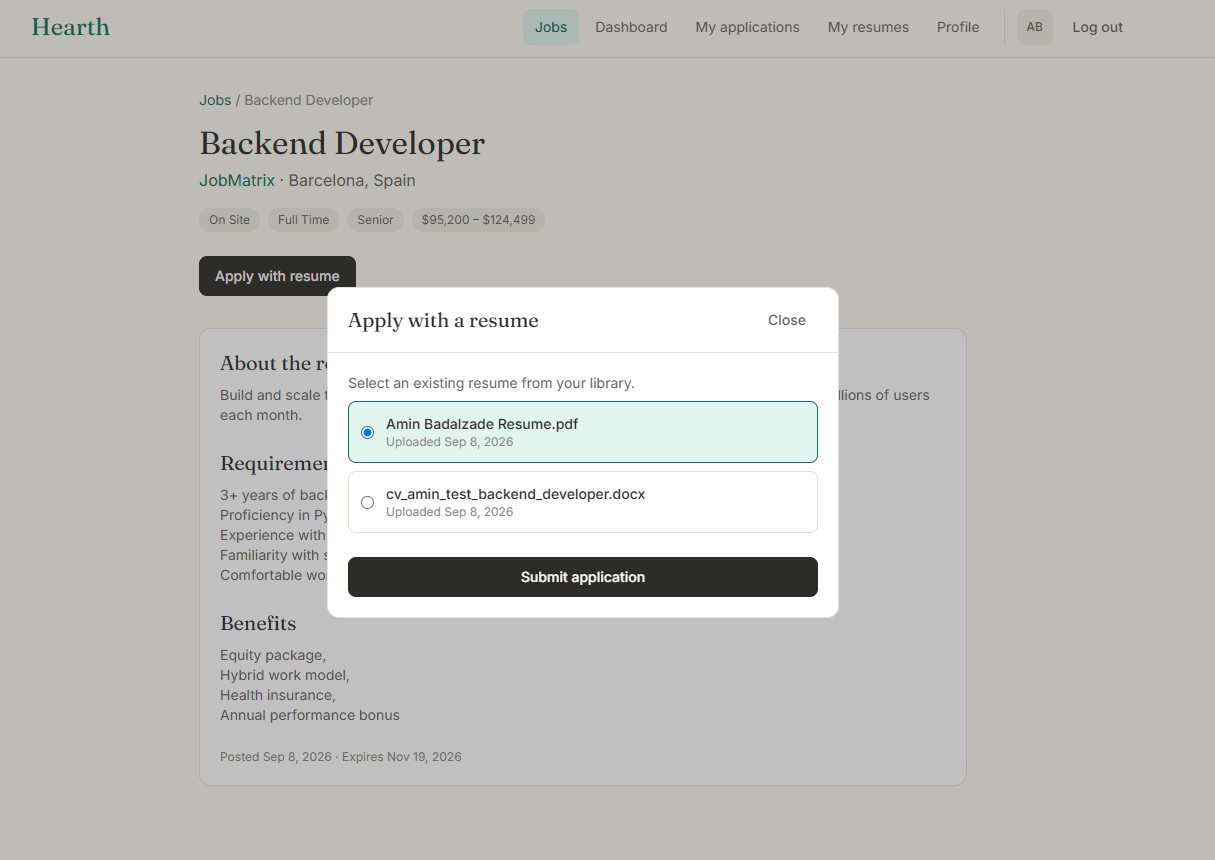 Hearth
Jobs
Dashboard
My applications
My resumes
Profile
AB
Log out
Jobs / Backend Developer
Backend Developer
JobMatrix · Barcelona, Spain
On Site
Full Time
Senior
$95,200 – $124,499
Apply with resume
Apply with a resume
Close
Select an existing resume from your library.
Amin Badalzade Resume.pdf
Uploaded Sep 8, 2026
cv_amin_test_backend_developer.docx
Uploaded Sep 8, 2026
Submit application
About the
Build and scale of users
each month.
3+ years of
Proficiency in
Experience with
Familiarity with
Comfortable
Benefits
Equity package,
Hybrid work model,
Health insurance,
Annual performance bonus
Posted Sep 8, 2026 · Expires Nov 19, 2026